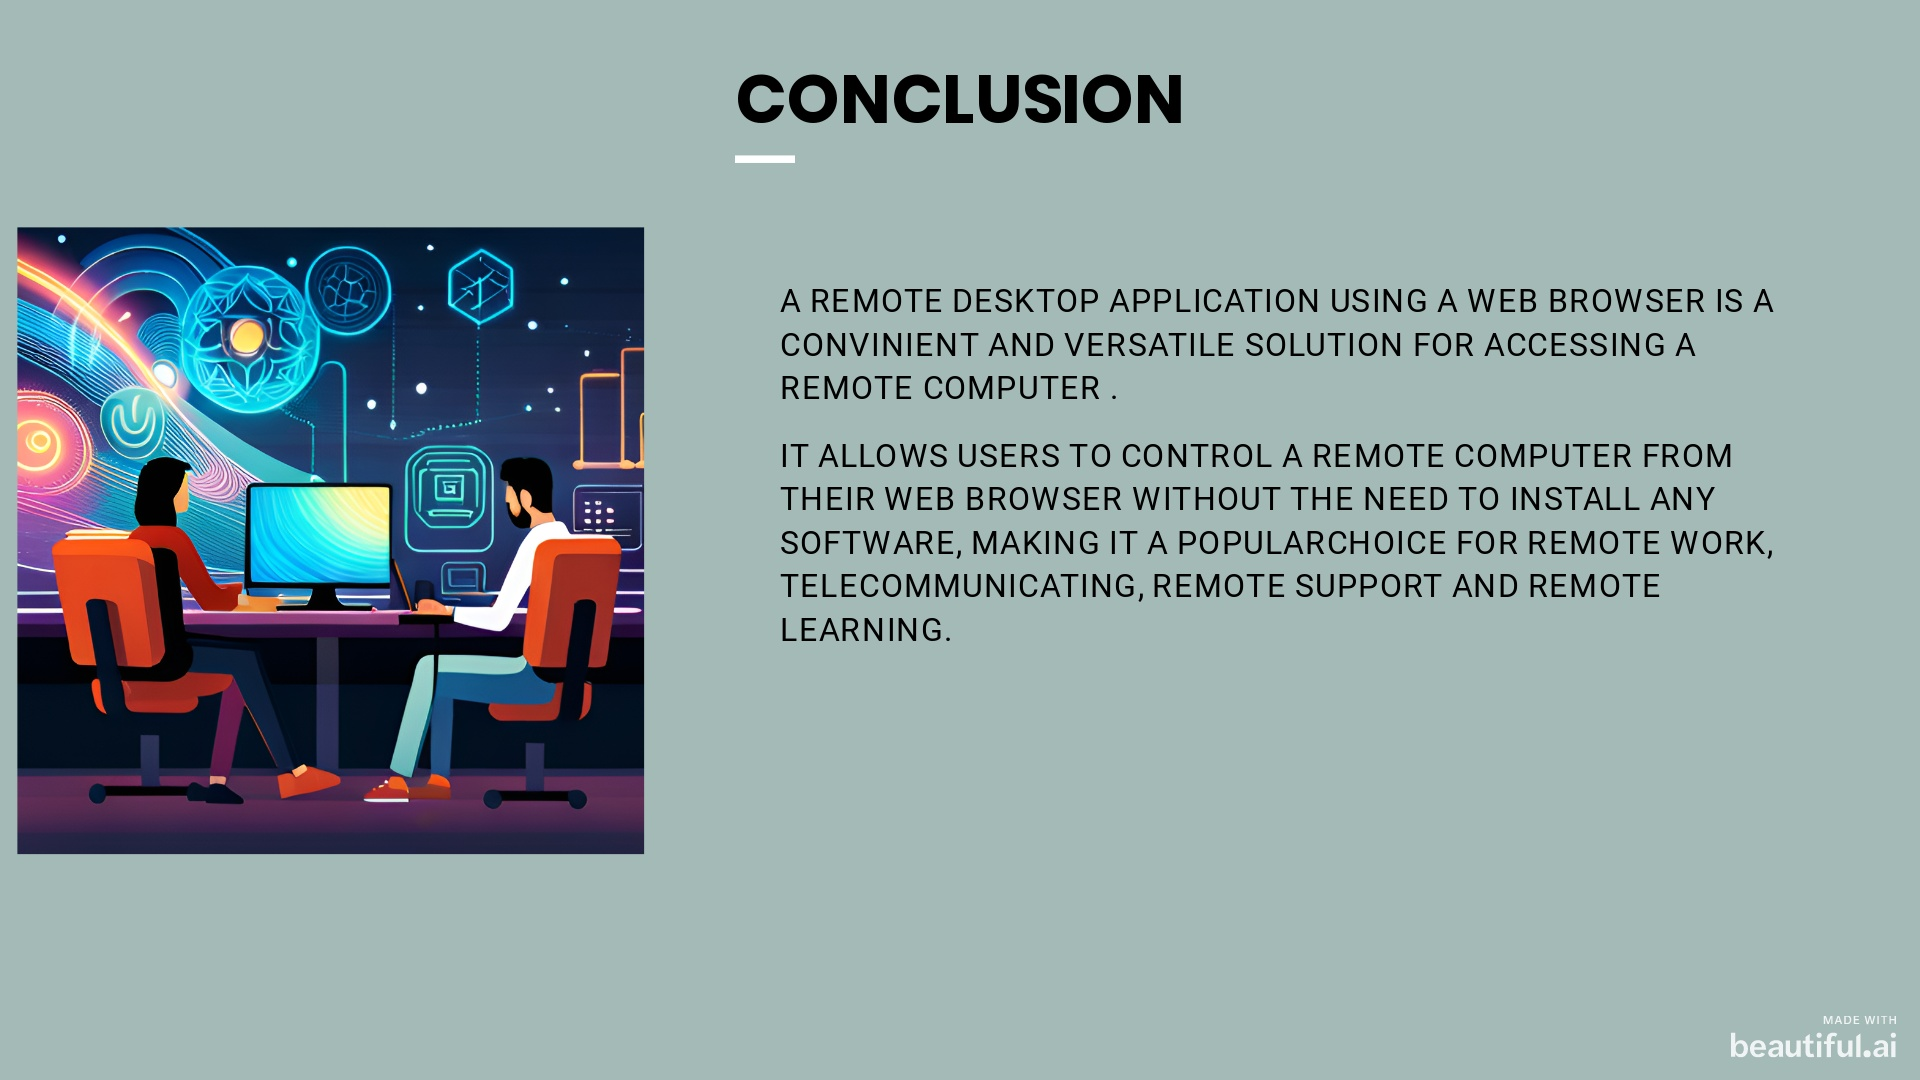 CONCLUSION
A REMOTE DESKTOP APPLICATION USING A WEB BROWSER IS A
CONVINIENT AND VERSATILE SOLUTION FOR ACCESSING A
REMOTE COMPUTER .
IT ALLOWS USERS TO CONTROL A REMOTE COMPUTER FROM
THEIR WEB BROWSER WITHOUT THE NEED TO INSTALL ANY
SOFTWARE, MAKING IT A POPULARCHOICE FOR REMOTE WORK,
TELECOMMUNICATING, REMOTE SUPPORT AND REMOTE
LEARNING.
MADE WITH
beautiful.ai